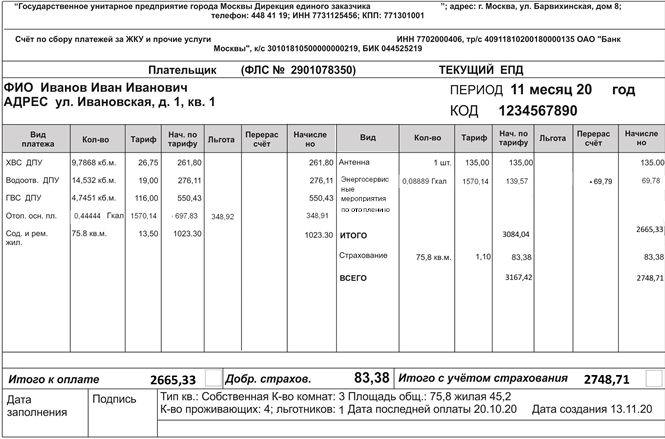 "Государственное унитарное предприятие города Москвы Дирекция единого заказчика "; адрес: г. Москва, ул. Барвихинская, дом 8;
телефон: 448 41 19; ИНН 7731125456; КПП: 771301001
Счёт по сбору платежей за ЖКУ и прочие услуги ИНН 7702000406, тр/с 40911810200180000135 ОАО "Банк
Москвы", к/с 30101810500000000219, БИК 044525219
Плательщик (ФЛС № 2901078350) ТЕКУЩИЙ ЕПД
ФИО Иванов Иван Иванович ПЕРИОД 11 месяц 20 год
АДРЕС ул. Ивановская, д. 1, кв. 1 КОД 1234567890
Вид платежа Кол-во Тариф Нач. по тарифу Льгота Перерас счёт Начисле но Вид Кол-во Тариф Нач. по тарифу Льгота Перерас счёт Начисле но
ХВС ДПУ 9,7868 кб.м. 26,75 261,80 261,80 Антенна 1 шт. 135,00 135,00 135.00
Водоотв. ДПУ 14,532 кб.м. 19,00 276,11 276,11 Энергосервис ные мероприятия по отоплению 0,08889 Гкал 1570,14 139,57 - 69,79 69,78
ГВС ДПУ 4,7451 кб.м. 116,00 550,43 550,43
Отоп. осн. пл. 0,44444 Гкал 1570,14 - 697,83 348,92 348,91
Сод. и рем. жил. 75.8 кв.м. 13,50 1023.30 1023.30 ИТОГО 3084,04 2665,33
Страхование 75,8 кв.м. 1,10 83,38 83,38
ВСЕГО 3167,42 2748,71
Итого к оплате 2665,33 Добр. страхов. 83,38 Итого с учётом страхования 2748,71
Дата заполнения Подпись Тип кв.: Собственная К-во комнат: 3 Площадь общ.: 75,8 жилая 45,2
К-во проживающих: 4; льготников: 1 Дата последней оплаты 20.10.20 Дата создания 13.11.20